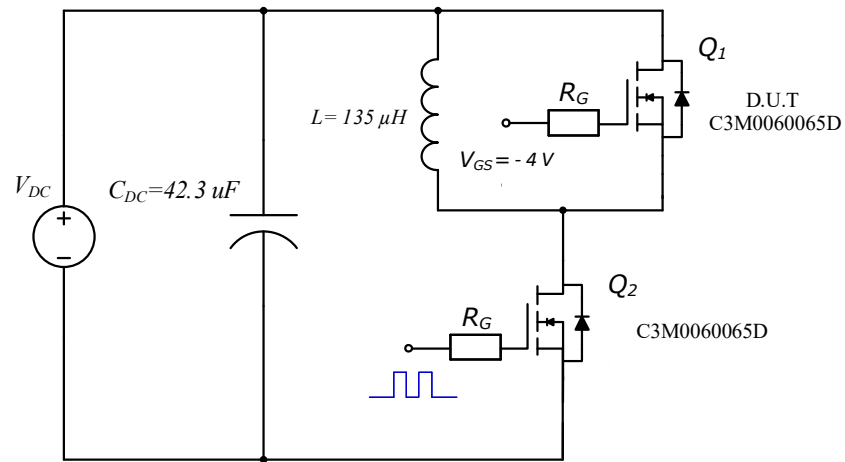 Q1
D.U.T
C3M0060065D
RG
L= 135 μH
VGS = - 4 V
VDC
CDC=42.3 uF
+
−
Q2
RG
C3M0060065D